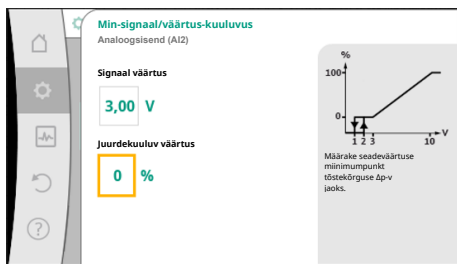 Min-signaal/väärtus-kuuluvus
Analoogsisend (AI2)
Signaal väärtus
3,00 V
Juurdekuuluv väärtus
0 %
%
100
0
1 2 3 10 V
Määrake seadeväärtuse
miinimumpunkt
tõstekõrguse Δp-v
jaoks.
?